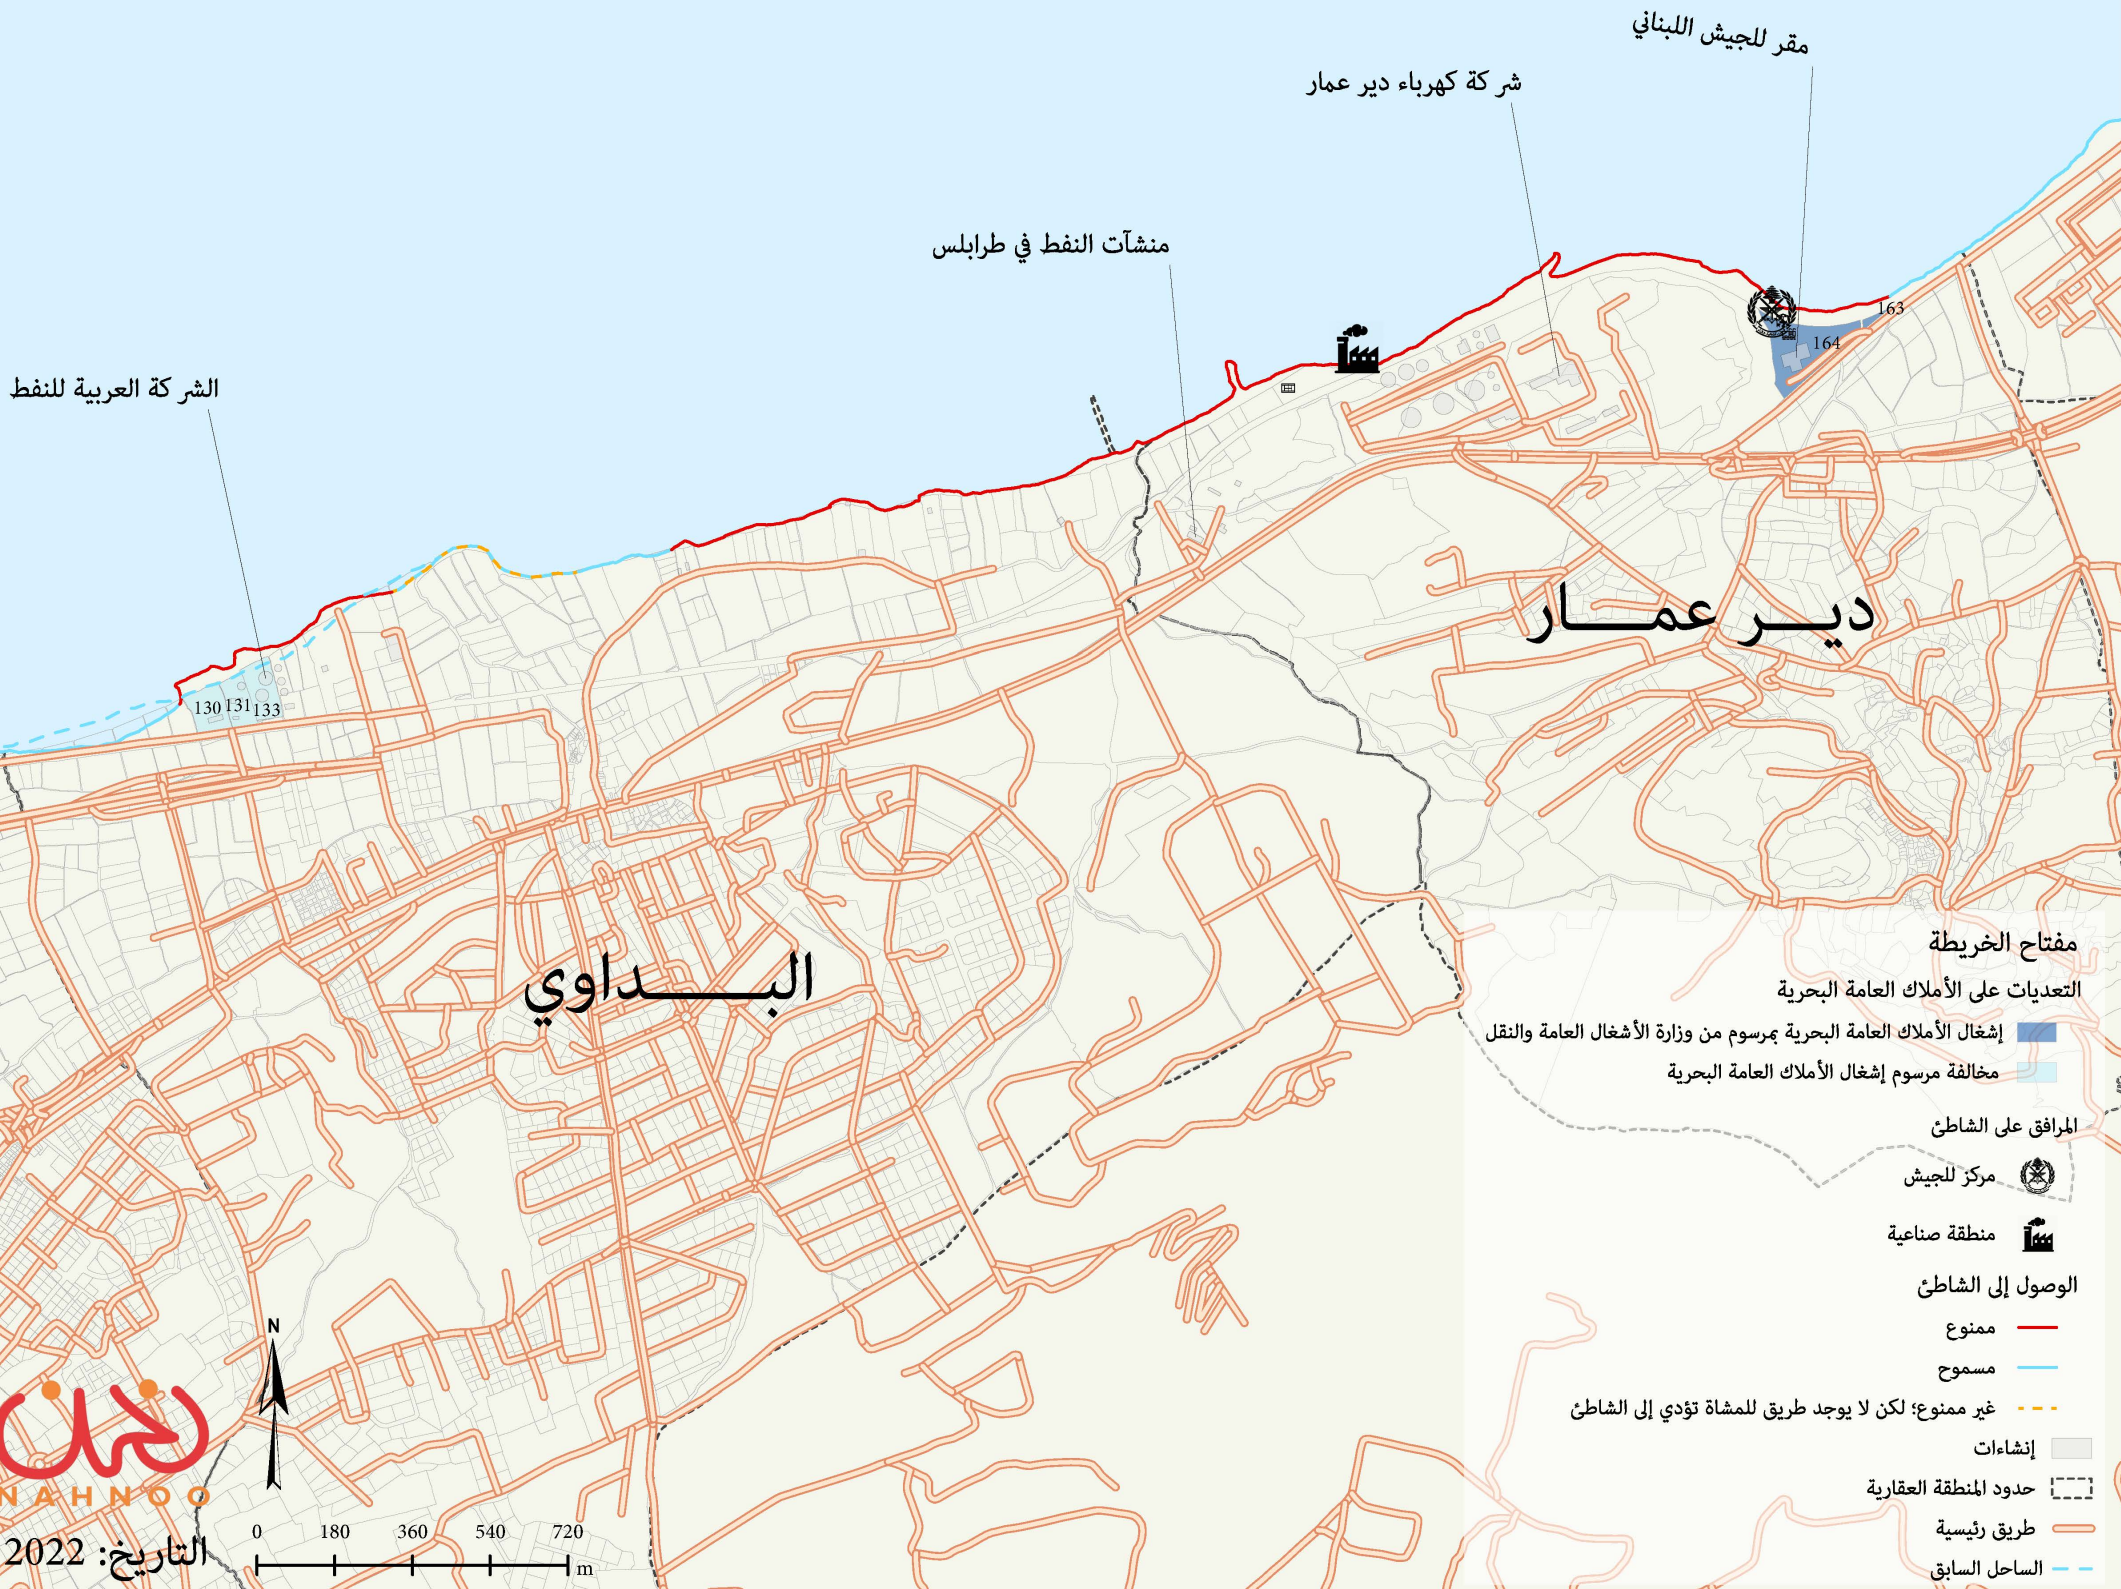 مقر للجيش اللبناني
شركة كهرباء دير عمار
منشآت النفط في طرابلس
الشركة العربية للنفط
163
164
130 131 133
ديـر عمـار
البـداوي
مفتاح الخريطة
التعديات على الأملاك العامة البحرية
إشغال الأملاك العامة البحرية بمرسوم من وزارة الأشغال العامة والنقل
مخالفة مرسوم إشغال الأملاك العامة البحرية
المرافق على الشاطئ
مركز للجيش
منطقة صناعية
الوصول إلى الشاطئ
ممنوع
مسموح
غير ممنوع؛ لكن لا يوجد طريق للمشاة تؤدي إلى الشاطئ
إنشاءات
حدود المنطقة العقارية
طريق رئيسية
الساحل السابق
N
نحن
NAHNOO
التاريخ: 2022
0 180 360 540 720
m